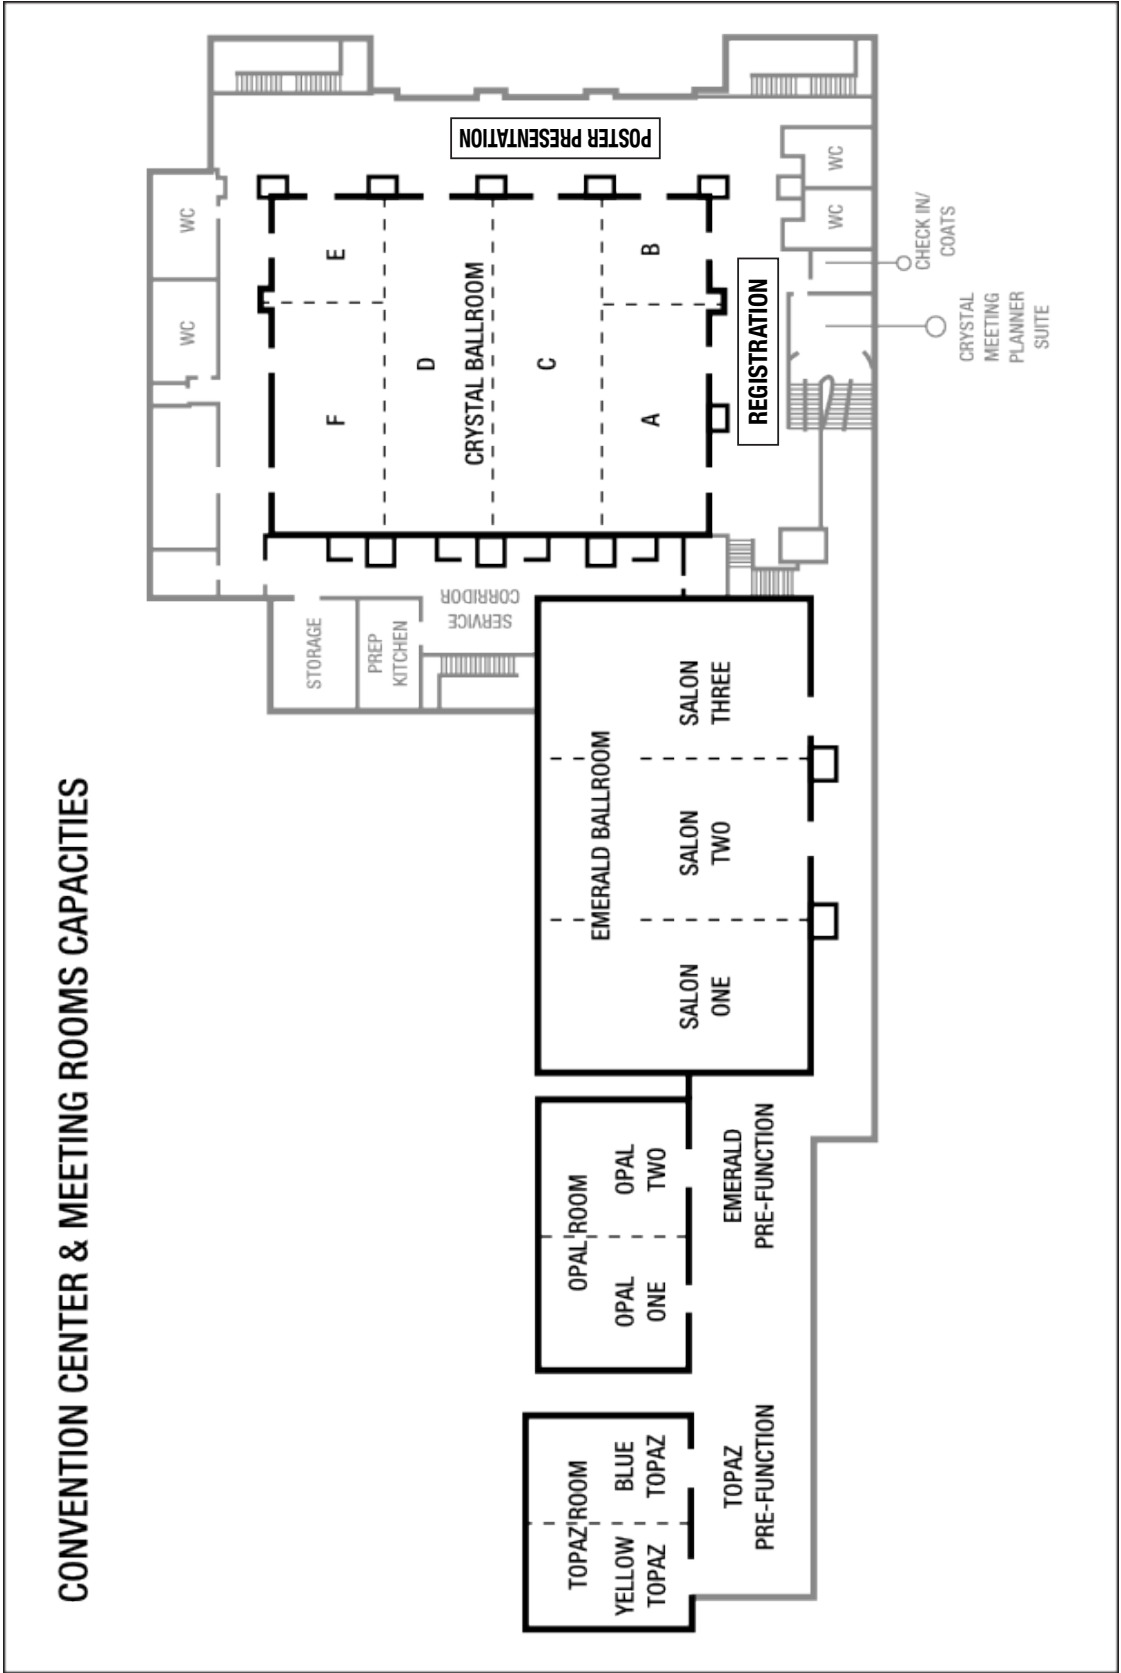 CONVENTION CENTER & MEETING ROOMS CAPACITIES
WC
WC
STORAGE
PREP
KITCHEN
SERVICE
CORRIDOR
F
E
D
CRYSTAL BALLROOM
C
A
B
POSTER PRESENTATION
REGISTRATION
WC
WC
CHECK IN/
COATS
CRYSTAL
MEETING
PLANNER
SUITE
EMERALD BALLROOM
SALON
ONE
SALON
TWO
SALON
THREE
OPAL ROOM
OPAL
ONE
OPAL
TWO
EMERALD
PRE-FUNCTION
TOPAZ ROOM
YELLOW
TOPAZ
BLUE
TOPAZ
TOPAZ
PRE-FUNCTION